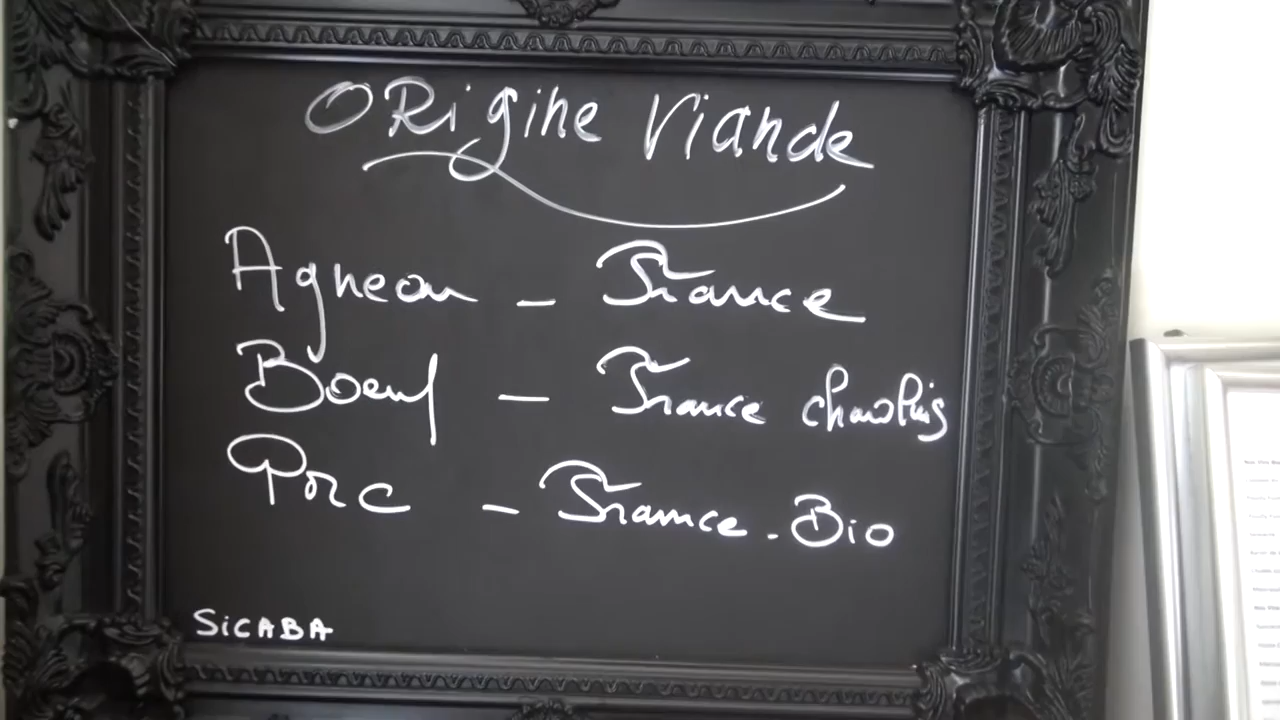 ORigine Viande
Agneau - France
Boeuf - France charolais
Porc - France. Bio
SiCABA